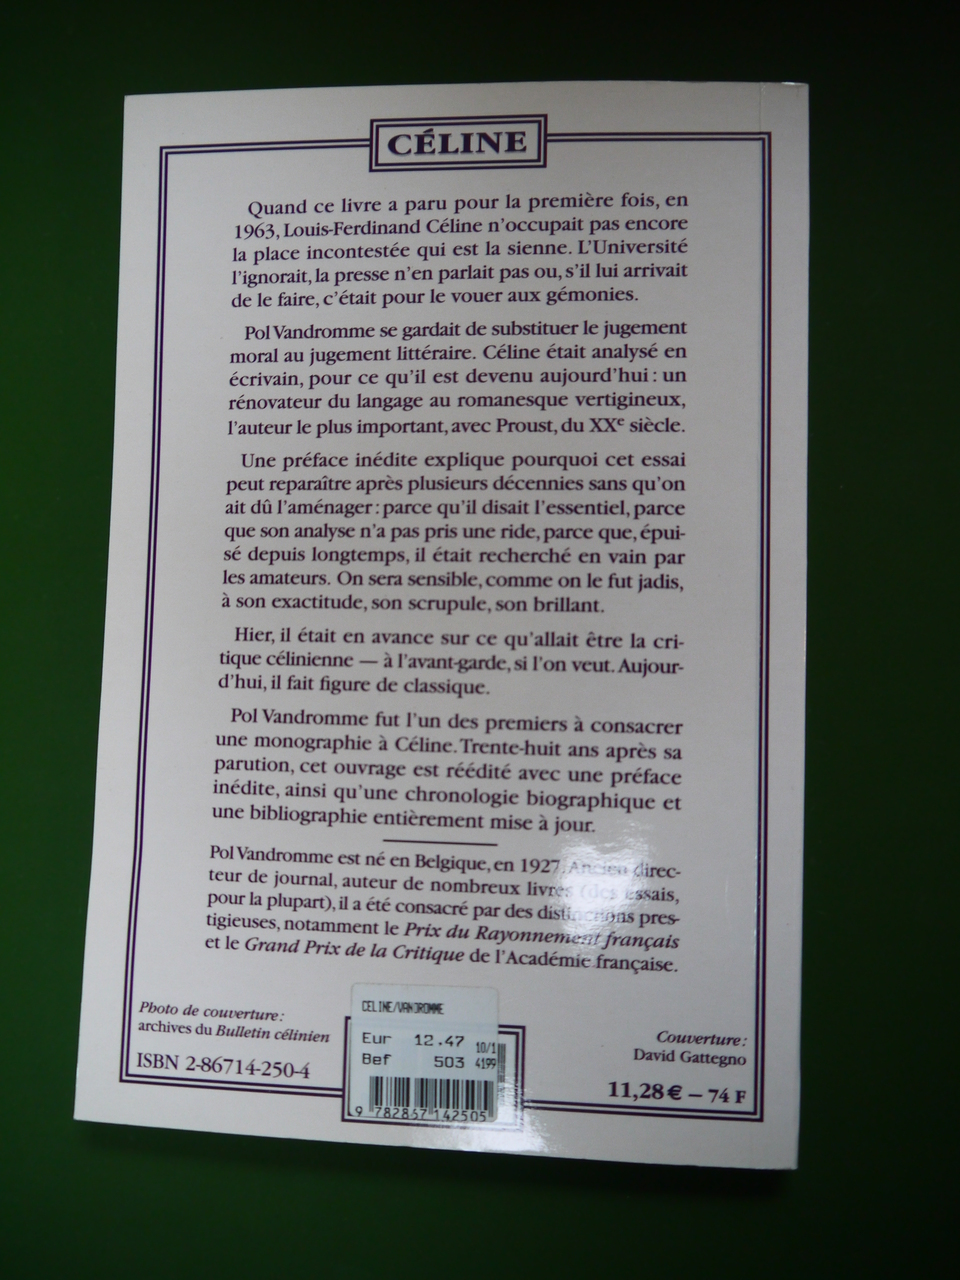 CÉLINE
Quand ce livre a paru pour la première fois, en
1963, Louis-Ferdinand Céline n'occupait pas encore
la place incontestée qui est la sienne. L'Université
l'ignorait, la presse n'en parlait pas ou, s'il lui arrivait
de le faire, c'était pour le vouer aux gémonies.
Pol Vandromme se gardait de substituer le jugement
moral au jugement littéraire. Céline était analysé en
écrivain, pour ce qu'il est devenu aujourd'hui : un
rénovateur du langage au romanesque vertigineux,
l'auteur le plus important, avec Proust, du XXe siècle.
Une préface inédite explique pourquoi cet essai
peut reparaître après plusieurs décennies sans qu'on
ait dû l'aménager : parce qu'il disait l'essentiel, parce
que son analyse n'a pas pris une ride, parce que, épui-
sé depuis longtemps, il était recherché en vain par
les amateurs. On sera sensible, comme on le fut jadis,
à son exactitude, son scrupule, son brillant.
Hier, il était en avance sur ce qu'allait être la cri-
tique célinienne — à l'avant-garde, si l'on veut. Aujour-
d'hui, il fait figure de classique.
Pol Vandromme fut l'un des premiers à consacrer
une monographie à Céline. Trente-huit ans après sa
parution, cet ouvrage est réédité avec une préface
inédite, ainsi qu'une chronologie biographique et
une bibliographie entièrement mise à jour.
Pol Vandromme est né en Belgique, en 1927. Ancien direc-
teur de journal, auteur de nombreux livres (des essais,
pour la plupart), il a été consacré par des distinctions pres-
tigieuses, notamment le Prix du Rayonnement français
et le Grand Prix de la Critique de l'Académie française.
Photo de couverture :
archives du Bulletin célinien
ISBN 2-86714-250-4
CELINE/VANDROMME
Eur 12.47 10/1
Bef 503 4199
9 782867 142505
Couverture :
David Gattegno
11,28 € – 74 F